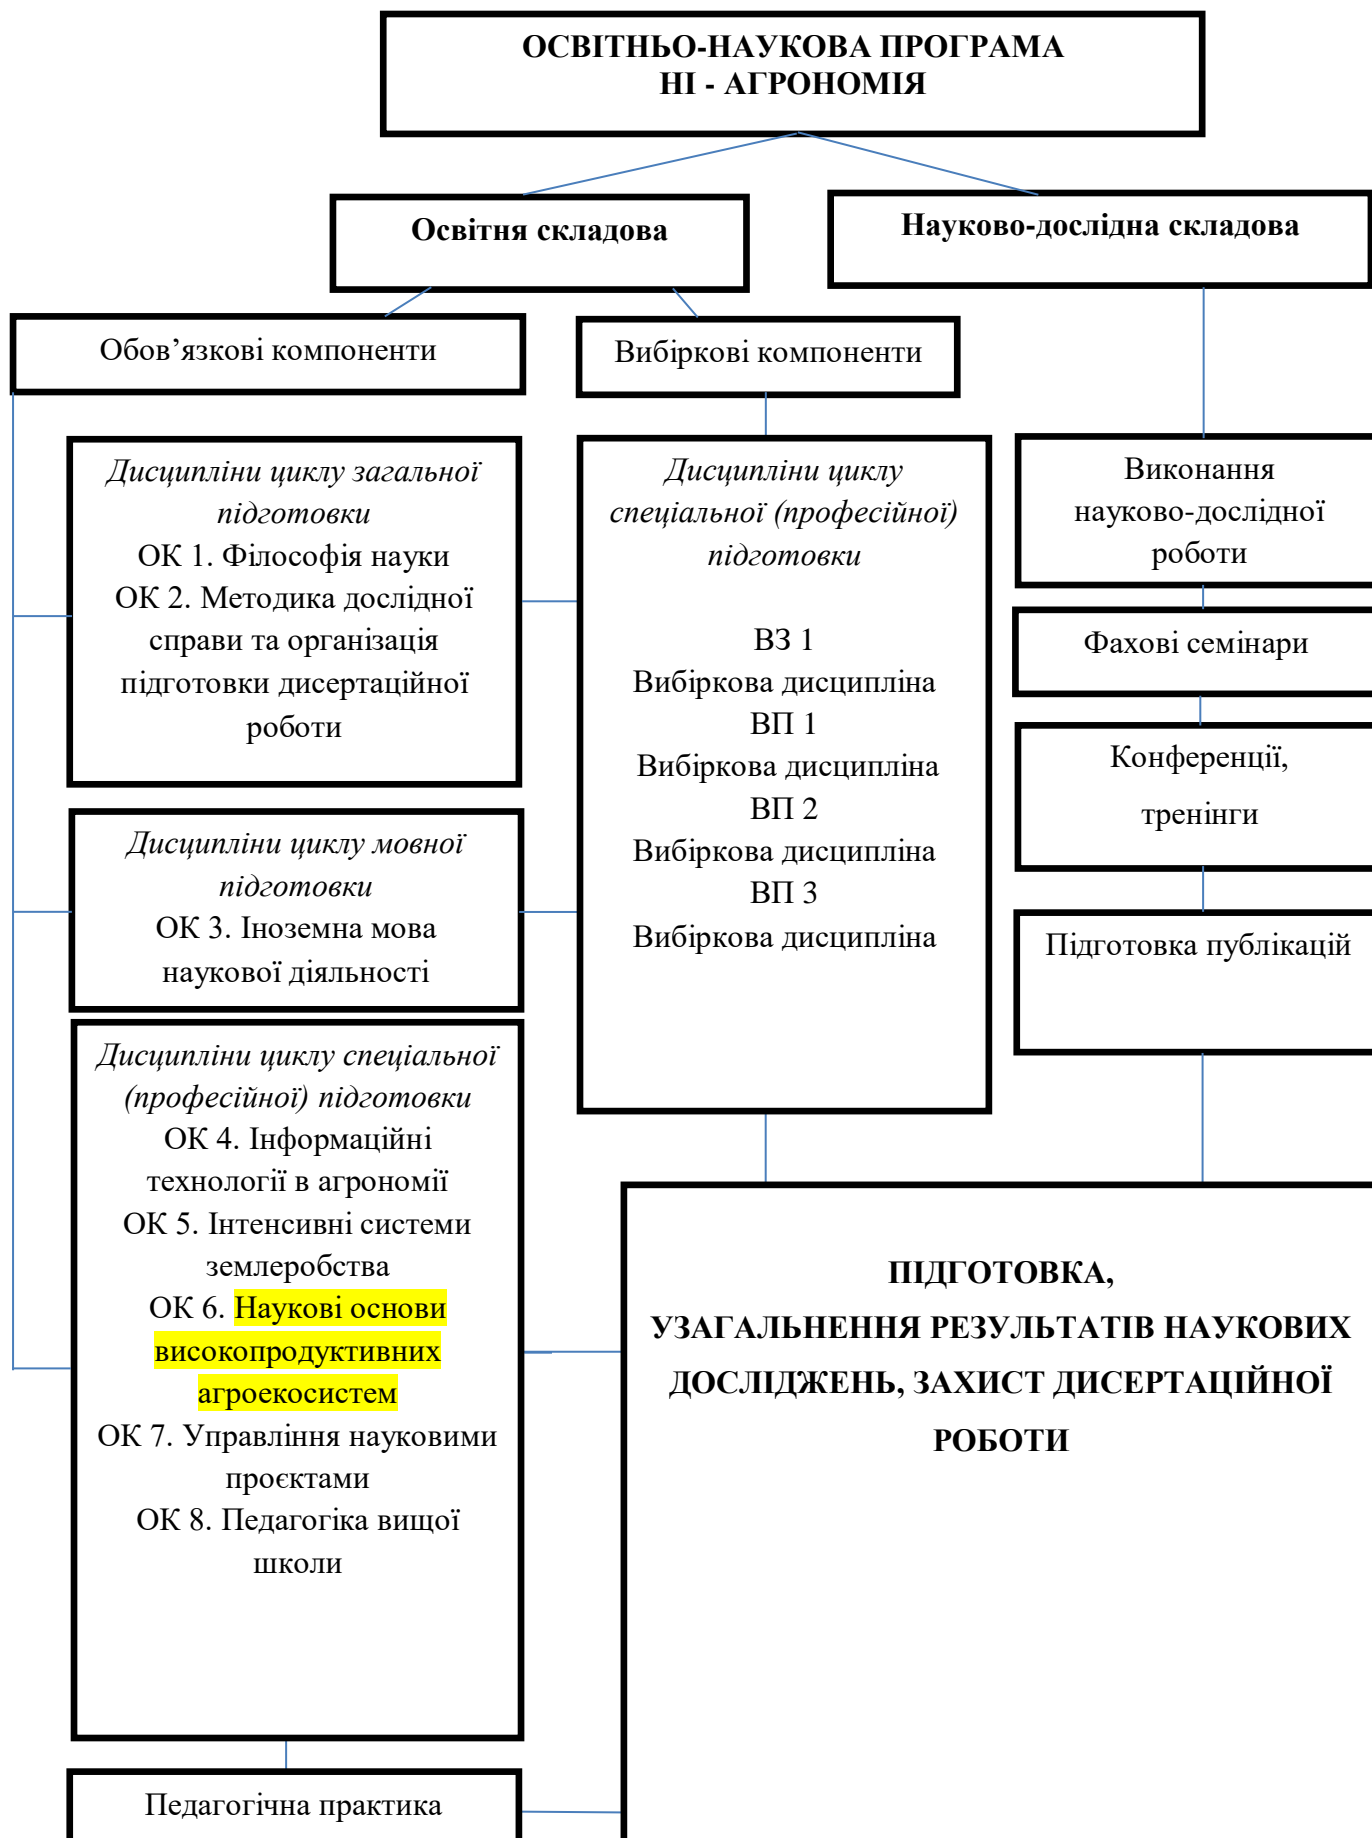 ОСВІТНЬО-НАУКОВА ПРОГРАМА
НІ - АГРОНОМІЯ
Освітня складова
Науково-дослідна складова
Обов’язкові компоненти
Вибіркові компоненти
Дисципліни циклу загальної
підготовки
ОК 1. Філософія науки
ОК 2. Методика дослідної
справи та організація
підготовки дисертаційної
роботи
Дисципліни циклу мовної
підготовки
ОК 3. Іноземна мова
наукової діяльності
Дисципліни циклу спеціальної
(професійної) підготовки
ОК 4. Інформаційні
технології в агрономії
ОК 5. Інтенсивні системи
землеробства
ОК 6. Наукові основи
високопродуктивних
агроекосистем
ОК 7. Управління науковими
проєктами
ОК 8. Педагогіка вищої
школи
Педагогічна практика
Дисципліни циклу
спеціальної (професійної)
підготовки
ВЗ 1
Вибіркова дисципліна
ВП 1
Вибіркова дисципліна
ВП 2
Вибіркова дисципліна
ВП 3
Вибіркова дисципліна
Виконання
науково-дослідної
роботи
Фахові семінари
Конференції,
тренінги
Підготовка публікацій
ПІДГОТОВКА,
УЗАГАЛЬНЕННЯ РЕЗУЛЬТАТІВ НАУКОВИХ
ДОСЛІДЖЕНЬ, ЗАХИСТ ДИСЕРТАЦІЙНОЇ
РОБОТИ